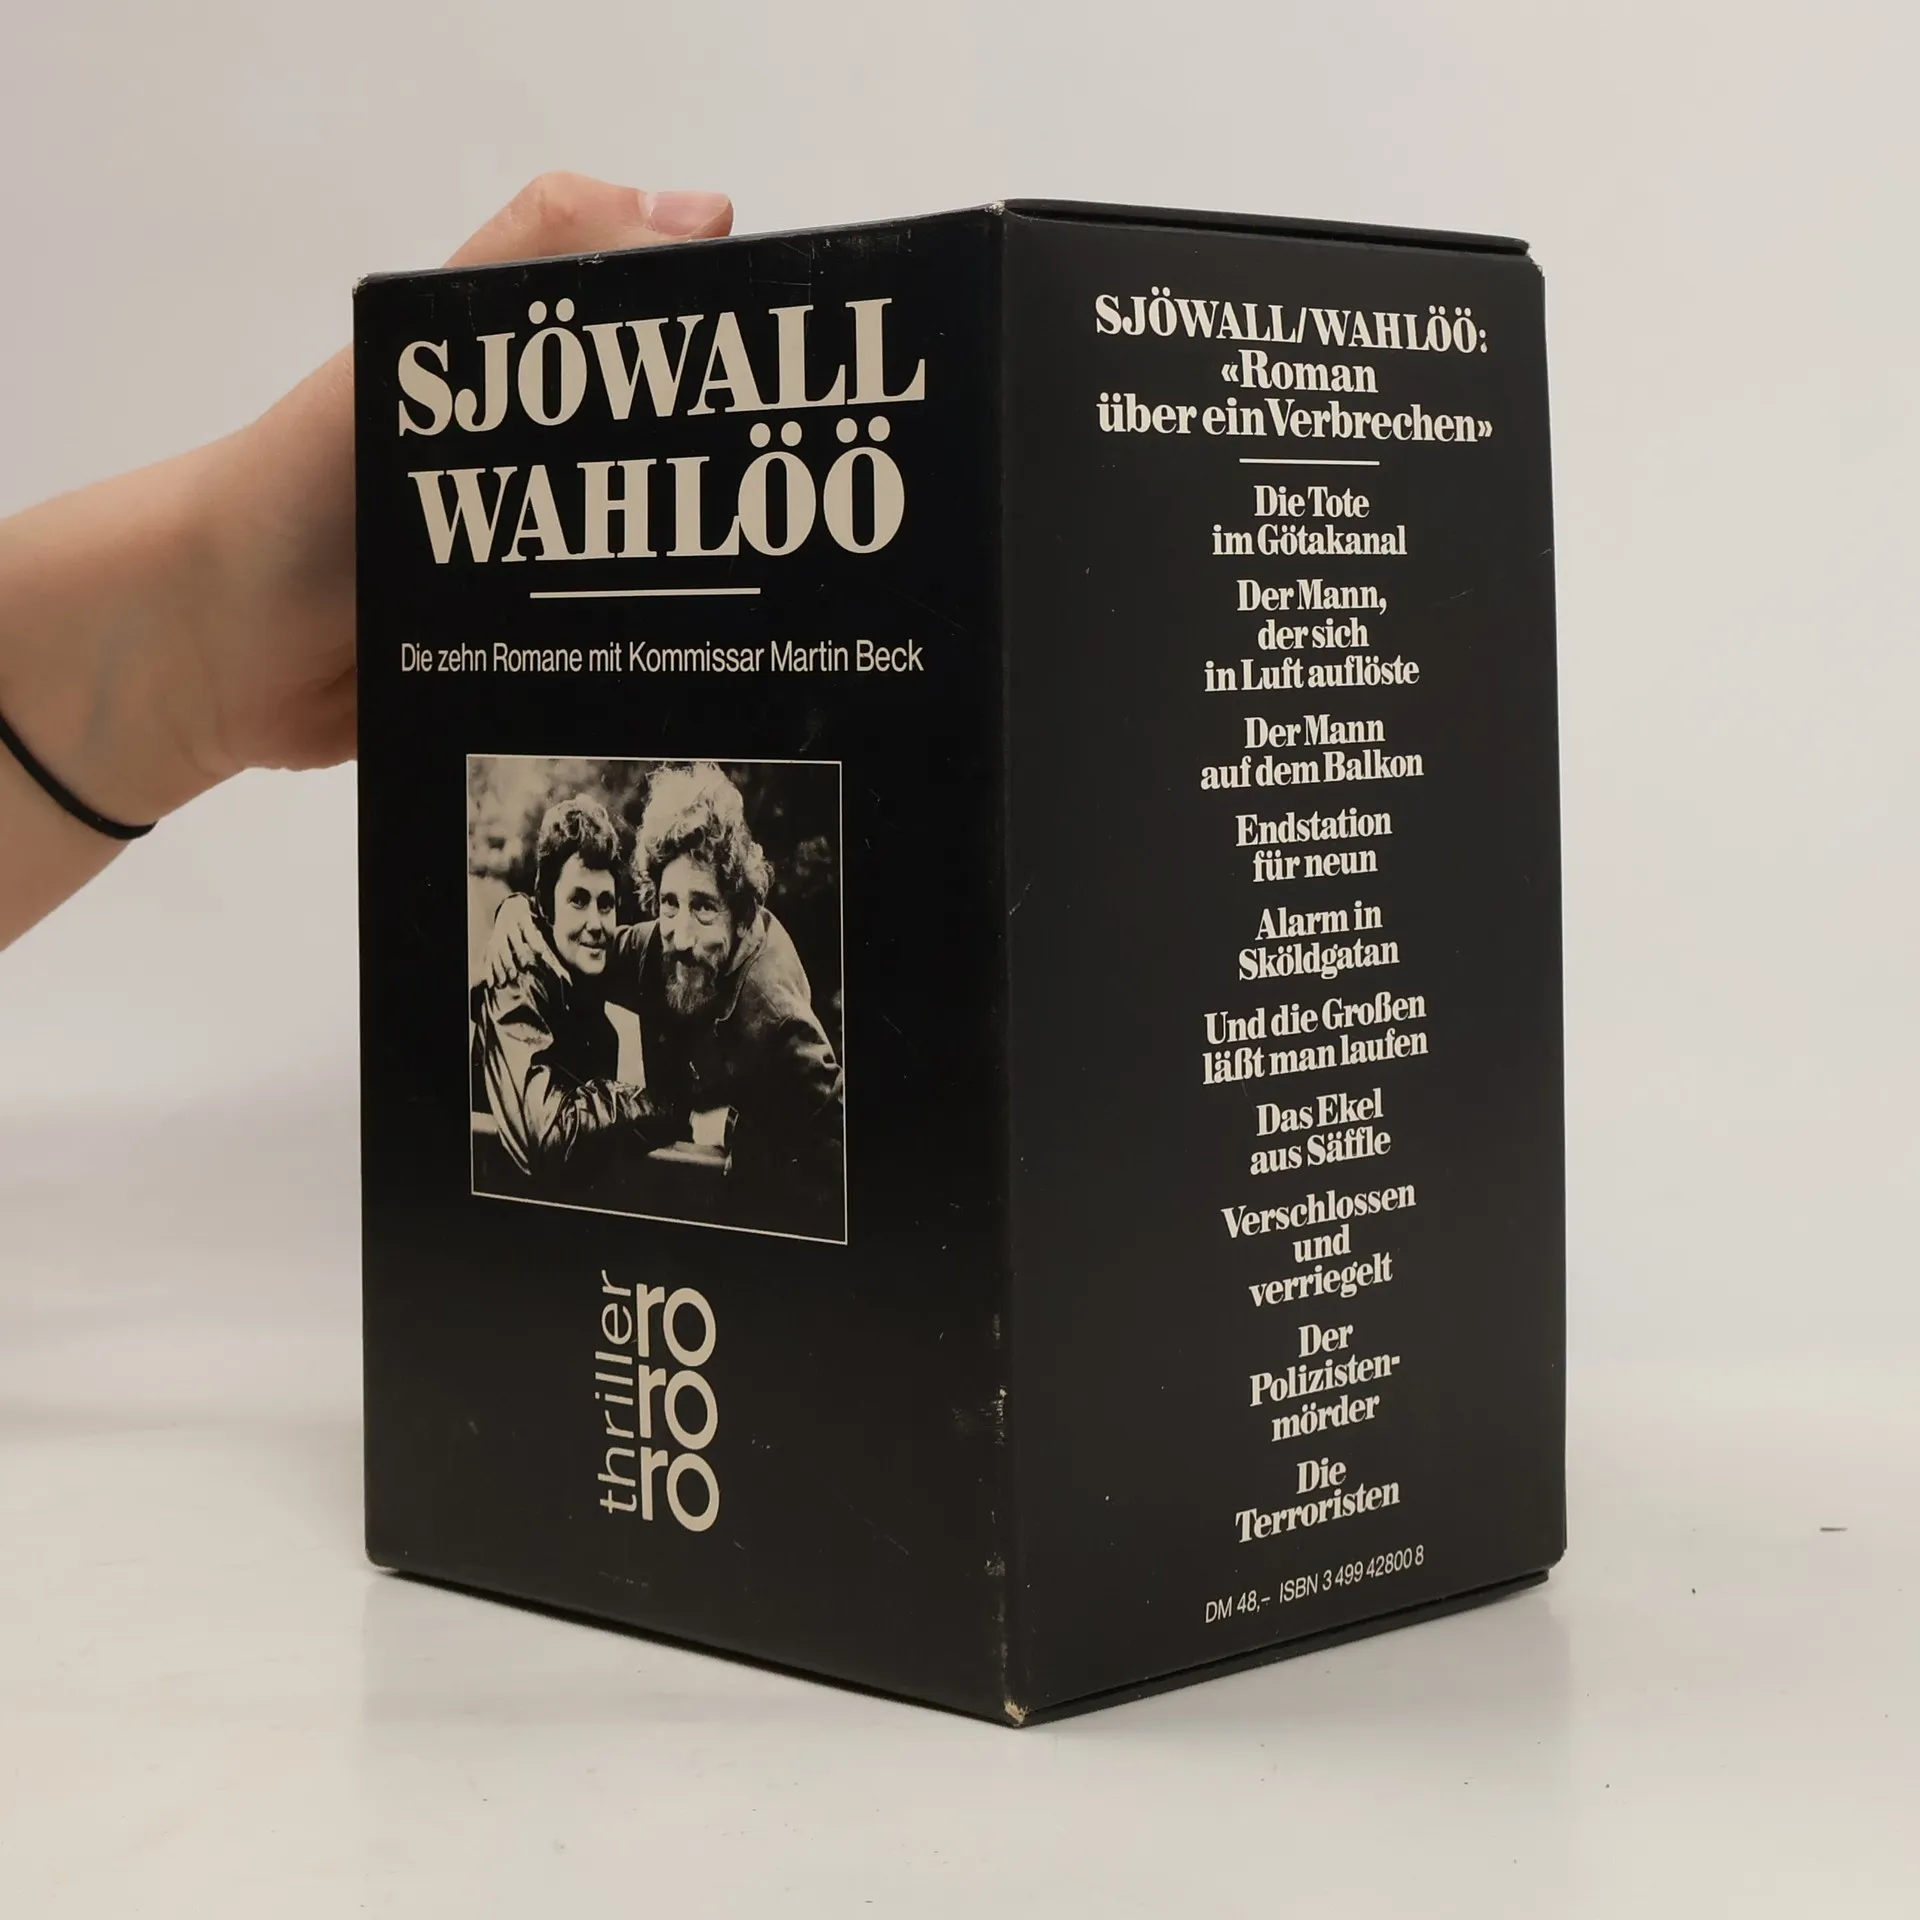 SJÖWALL
WAHLÖÖ
Die zehn Romane mit Kommissar Martin Beck
thriller
ro
ro
ro
SJÖWALL/WAHLÖÖ:
«Roman
über ein Verbrechen»
Die Tote
im Götakanal
Der Mann,
der sich
in Luft auflöste
Der Mann
auf dem Balkon
Endstation
für neun
Alarm in
Sköldgatan
Und die Großen
läßt man laufen
Das Ekel
aus Säffle
Verschlossen
und
verriegelt
Der
Polizisten-
mörder
Die
Terroristen
DM 48,- ISBN 3 499 42800 8